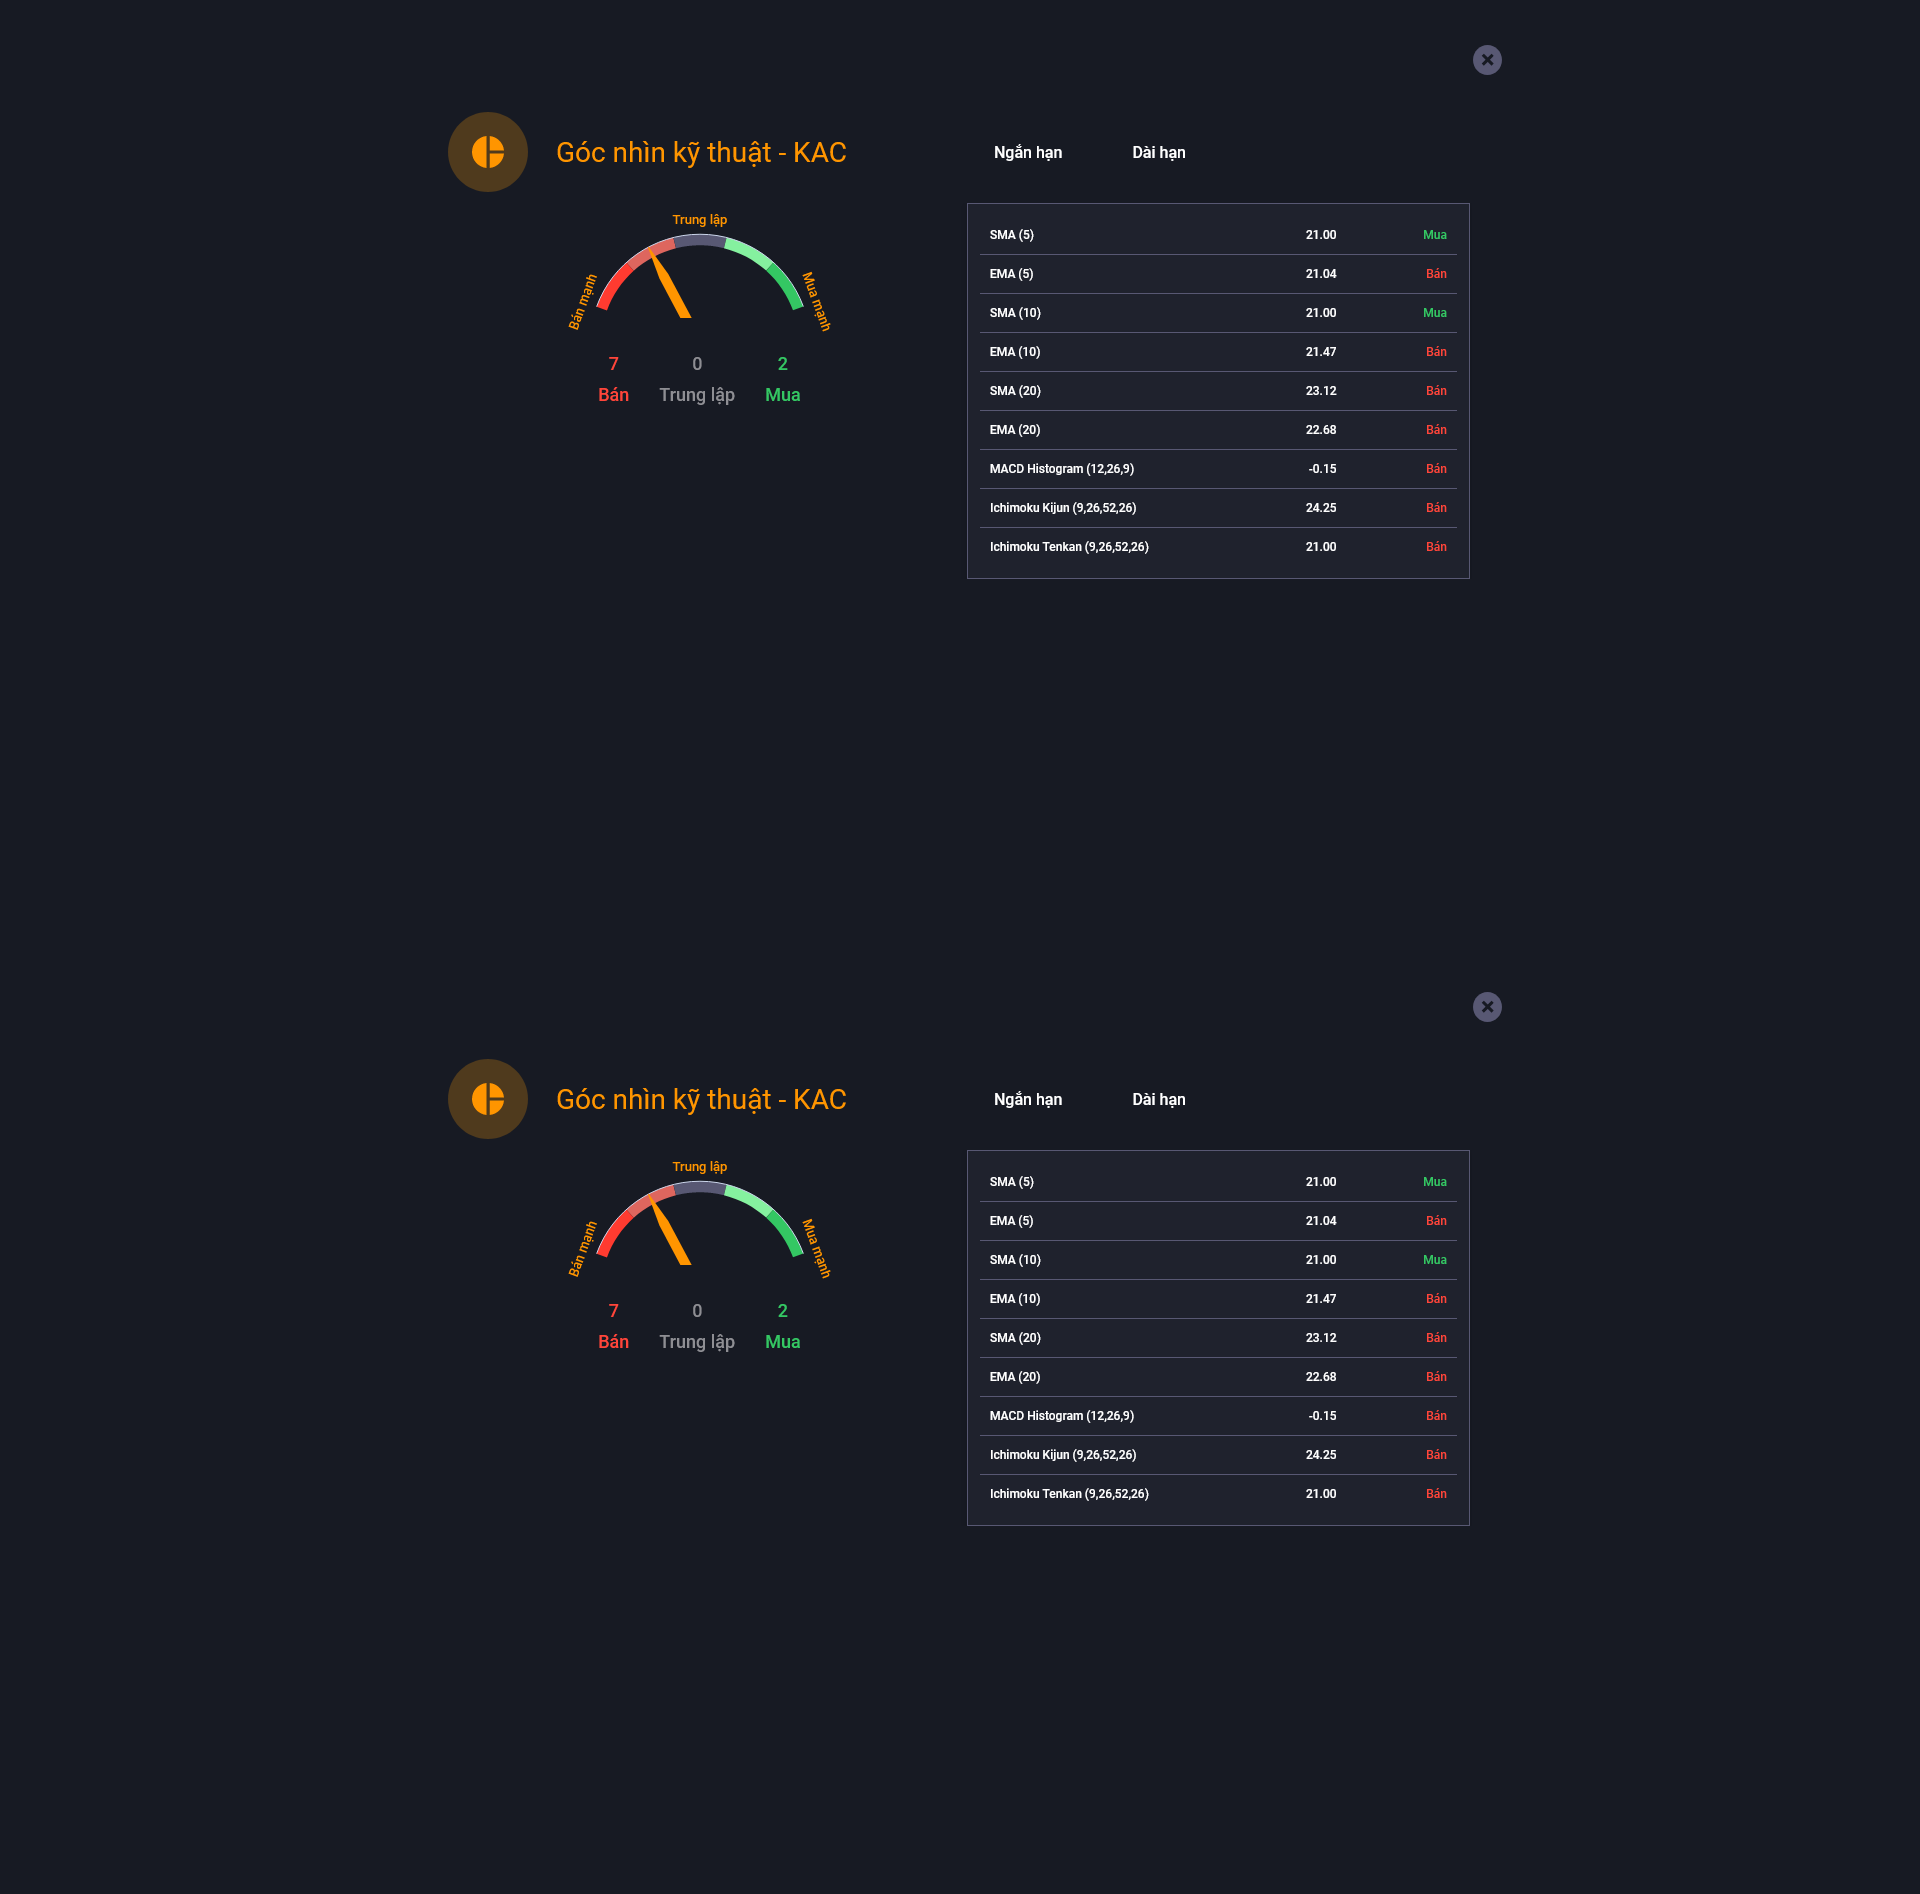 Góc nhìn kỹ thuật - KAC
Ngắn hạn Dài hạn
Trung lập
Bán mạnh
Mua mạnh
7 0 2
Bán Trung lập Mua
SMA (5) 21.00 Mua
EMA (5) 21.04 Bán
SMA (10) 21.00 Mua
EMA (10) 21.47 Bán
SMA (20) 23.12 Bán
EMA (20) 22.68 Bán
MACD Histogram (12,26,9) -0.15 Bán
Ichimoku Kijun (9,26,52,26) 24.25 Bán
Ichimoku Tenkan (9,26,52,26) 21.00 Bán
Góc nhìn kỹ thuật - KAC
Ngắn hạn Dài hạn
Trung lập
Bán mạnh
Mua mạnh
7 0 2
Bán Trung lập Mua
SMA (5) 21.00 Mua
EMA (5) 21.04 Bán
SMA (10) 21.00 Mua
EMA (10) 21.47 Bán
SMA (20) 23.12 Bán
EMA (20) 22.68 Bán
MACD Histogram (12,26,9) -0.15 Bán
Ichimoku Kijun (9,26,52,26) 24.25 Bán
Ichimoku Tenkan (9,26,52,26) 21.00 Bán